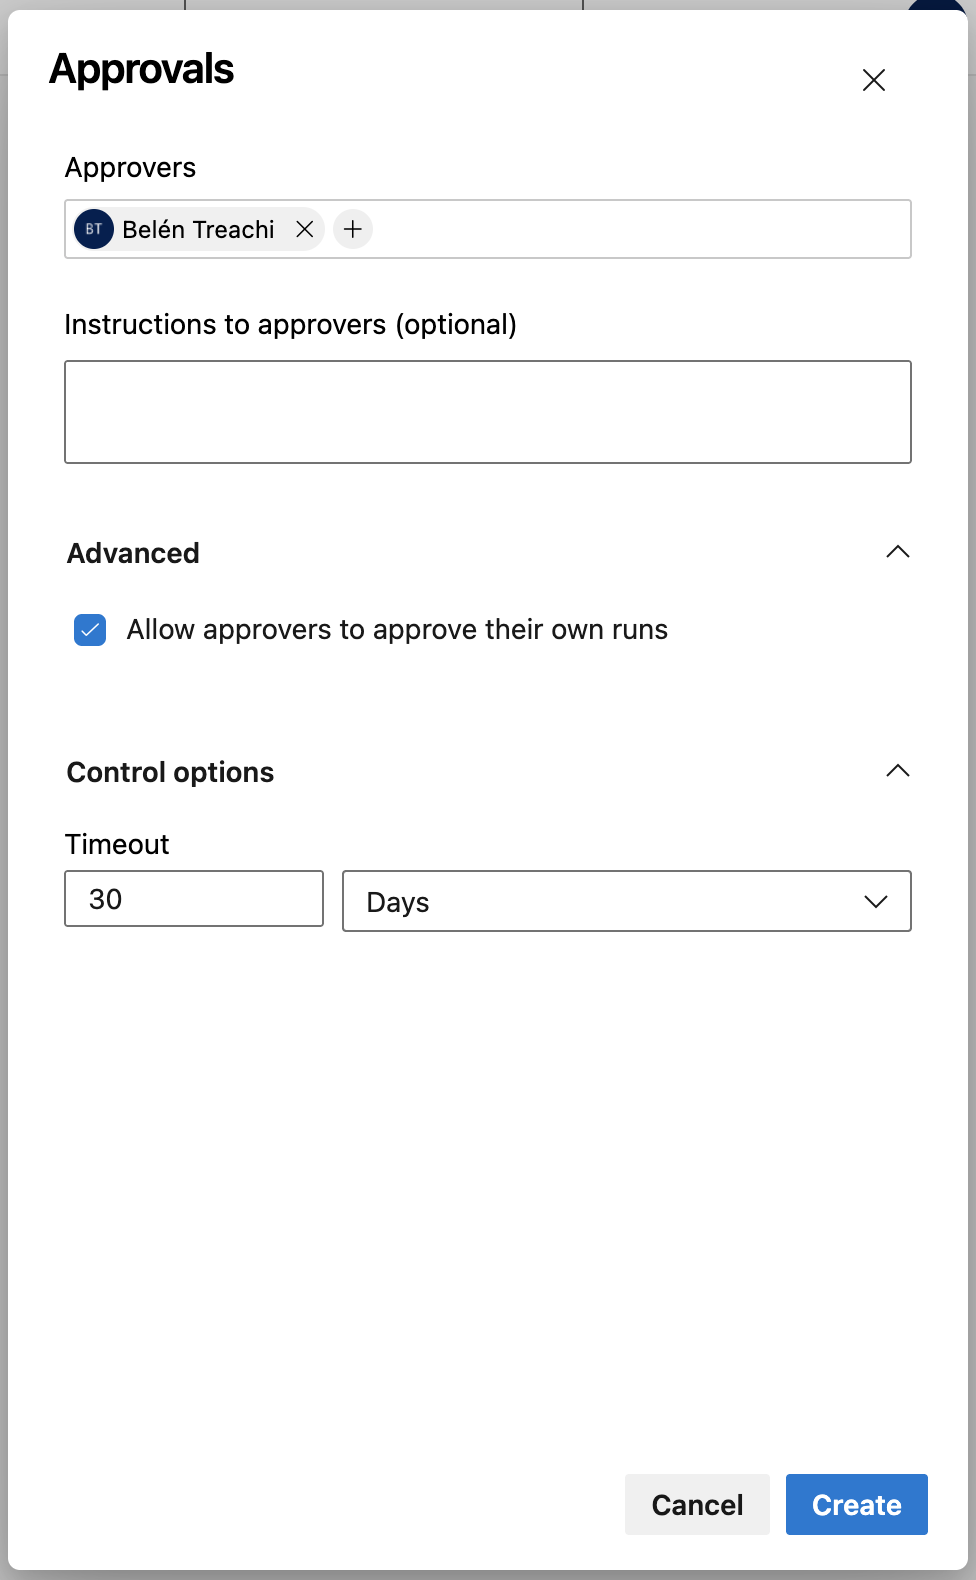 Approvals
Approvers
BT Belén Treachi
Instructions to approvers (optional)
Advanced
Allow approvers to approve their own runs
Control options
Timeout
30 Days
Cancel Create